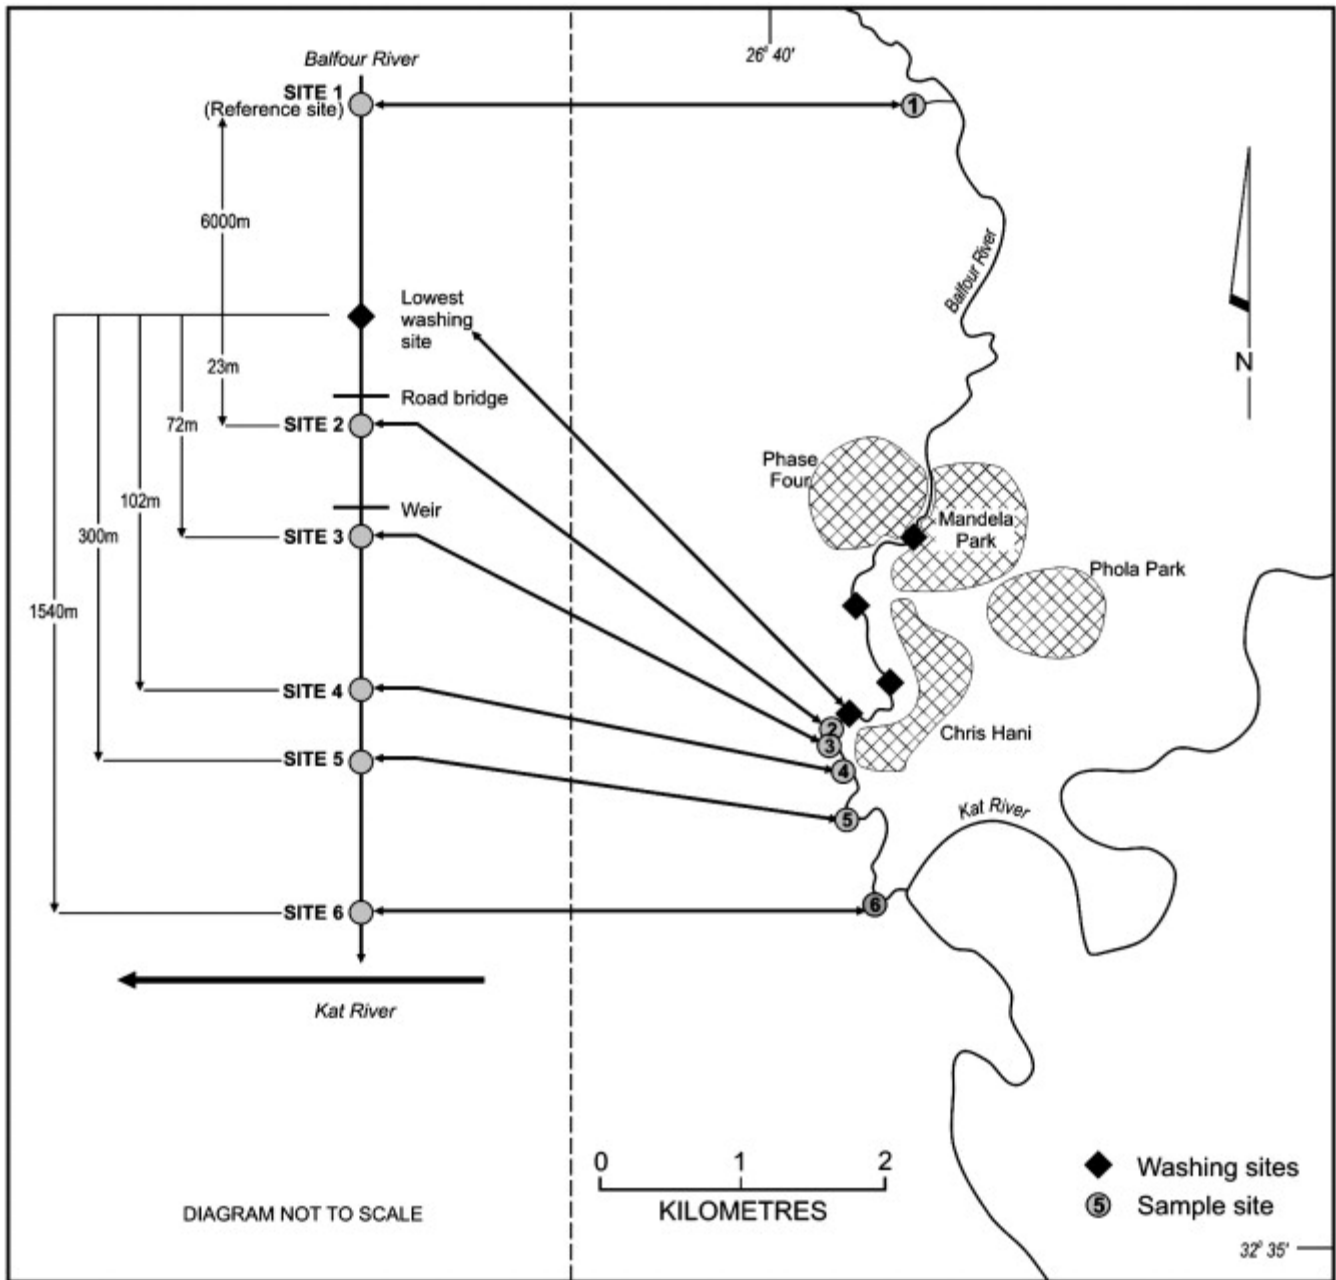 Balfour River
SITE 1
(Reference site)
6000m
Lowest
washing
site
23m
Road bridge
72m
SITE 2
102m
Weir
300m
SITE 3
1540m
SITE 4
SITE 5
SITE 6
Kat River
DIAGRAM NOT TO SCALE
26° 40'
1
Balfour River
N
Phase
Four
Mandela
Park
Phola Park
Chris Hani
2
3
4
5
Kat River
6
0 1 2
KILOMETRES
Washing sites
5 Sample site
32° 35'